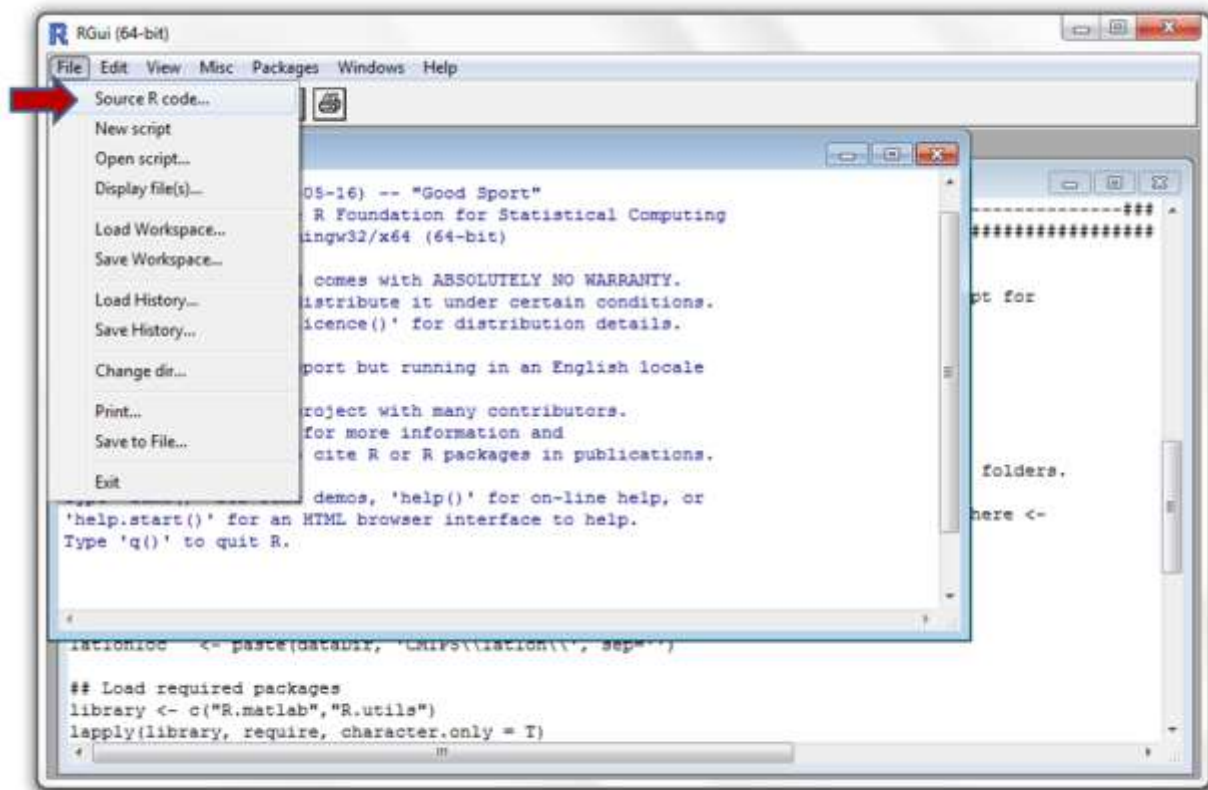 RGui (64-bit)
File Edit View Misc Packages Windows Help
Source R code...
New script
Open script...
Display file(s)...
Load Workspace...
Save Workspace...
Load History...
Save History...
Change dir...
Print...
Save to File...
Exit
05-16) -- "Good Sport"
R Foundation for Statistical Computing
ingw32/x64 (64-bit)
comes with ABSOLUTELY NO WARRANTY.
istribute it under certain conditions.
icence()' for distribution details.
port but running in an English locale
roject with many contributors.
for more information and
cite R or R packages in publications.
demos, 'help()' for on-line help, or
'help.start()' for an HTML browser interface to help.
Type 'q()' to quit R.
---------------###
#################
pt for
folders.
here <-
<- paste(dataDir, sep='')
## Load required packages
library <- c("R.matlab","R.utils")
lapply(library, require, character.only = T)